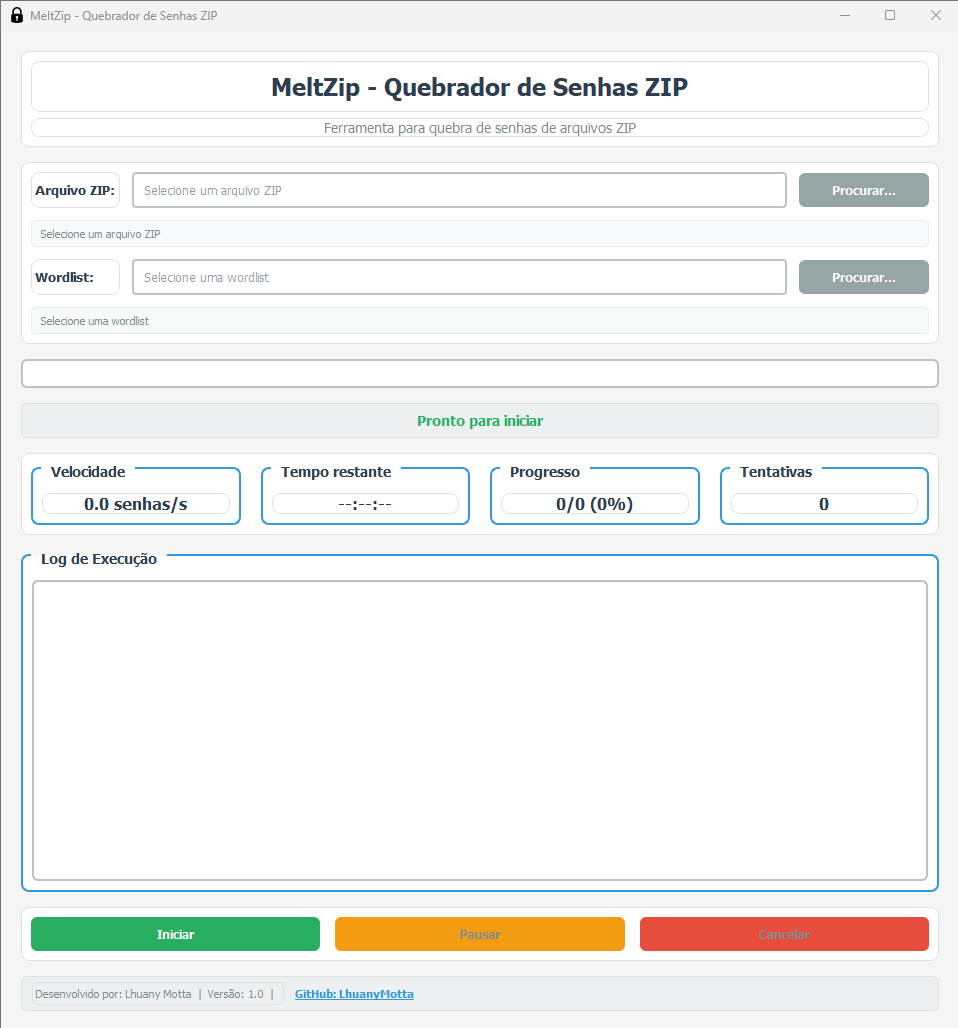 MeltZip - Quebrador de Senhas ZIP
MeltZip - Quebrador de Senhas ZIP
Ferramenta para quebra de senhas de arquivos ZIP
Arquivo ZIP: Selecione um arquivo ZIP Procurar...
Selecione um arquivo ZIP
Wordlist: Selecione uma wordlist Procurar...
Selecione uma wordlist
Pronto para iniciar
Velocidade Tempo restante Progresso Tentativas
0.0 senhas/s --:--:-- 0/0 (0%) 0
Log de Execução
Iniciar Pausar Cancelar
Desenvolvido por: Lhuany Motta | Versão: 1.0 | GitHub: LhuanyMotta